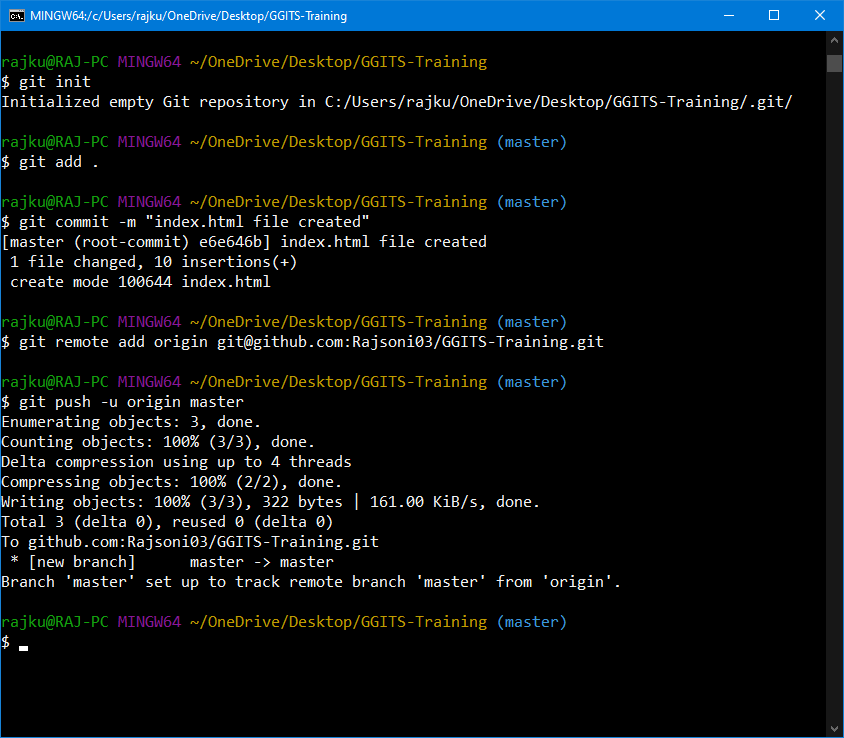 MINGW64:/c/Users/rajku/OneDrive/Desktop/GGITS-Training
rajku@RAJ-PC MINGW64 ~/OneDrive/Desktop/GGITS-Training
$ git init
Initialized empty Git repository in C:/Users/rajku/OneDrive/Desktop/GGITS-Training/.git/
rajku@RAJ-PC MINGW64 ~/OneDrive/Desktop/GGITS-Training (master)
$ git add .
rajku@RAJ-PC MINGW64 ~/OneDrive/Desktop/GGITS-Training (master)
$ git commit -m "index.html file created"
[master (root-commit) e6e646b] index.html file created
 1 file changed, 10 insertions(+)
 create mode 100644 index.html
rajku@RAJ-PC MINGW64 ~/OneDrive/Desktop/GGITS-Training (master)
$ git remote add origin git@github.com:Rajsoni03/GGITS-Training.git
rajku@RAJ-PC MINGW64 ~/OneDrive/Desktop/GGITS-Training (master)
$ git push -u origin master
Enumerating objects: 3, done.
Counting objects: 100% (3/3), done.
Delta compression using up to 4 threads
Compressing objects: 100% (2/2), done.
Writing objects: 100% (3/3), 322 bytes | 161.00 KiB/s, done.
Total 3 (delta 0), reused 0 (delta 0)
To github.com:Rajsoni03/GGITS-Training.git
 * [new branch]      master -> master
Branch 'master' set up to track remote branch 'master' from 'origin'.
rajku@RAJ-PC MINGW64 ~/OneDrive/Desktop/GGITS-Training (master)
$